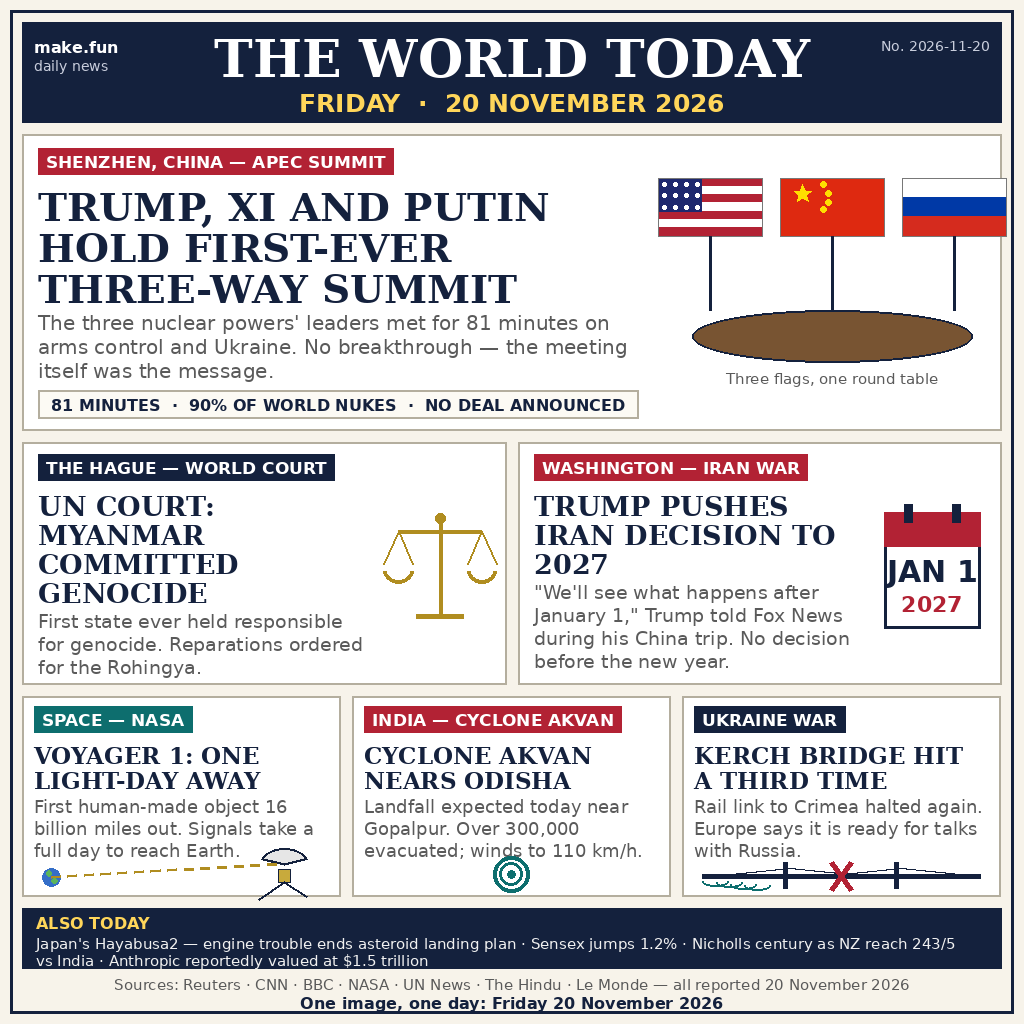 make.fun
daily news
THE WORLD TODAY
FRIDAY · 20 NOVEMBER 2026
No. 2026-11-20
SHENZHEN, CHINA — APEC SUMMIT
TRUMP, XI AND PUTIN
HOLD FIRST-EVER
THREE-WAY SUMMIT
The three nuclear powers' leaders met for 81 minutes on
arms control and Ukraine. No breakthrough — the meeting
itself was the message.
81 MINUTES · 90% OF WORLD NUKES · NO DEAL ANNOUNCED
Three flags, one round table
THE HAGUE — WORLD COURT
UN COURT:
MYANMAR
COMMITTED
GENOCIDE
First state ever held responsible
for genocide. Reparations ordered
for the Rohingya.
WASHINGTON — IRAN WAR
TRUMP PUSHES
IRAN DECISION TO
2027
"We'll see what happens after
January 1," Trump told Fox News
during his China trip. No decision
before the new year.
JAN 1
2027
SPACE — NASA
VOYAGER 1: ONE
LIGHT-DAY AWAY
First human-made object 16
billion miles out. Signals take a
full day to reach Earth.
INDIA — CYCLONE AKVAN
CYCLONE AKVAN
NEARS ODISHA
Landfall expected today near
Gopalpur. Over 300,000
evacuated; winds to 110 km/h.
UKRAINE WAR
KERCH BRIDGE HIT
A THIRD TIME
Rail link to Crimea halted again.
Europe says it is ready for talks
with Russia.
ALSO TODAY
Japan's Hayabusa2 — engine trouble ends asteroid landing plan · Sensex jumps 1.2% · Nicholls century as NZ reach 243/5
vs India · Anthropic reportedly valued at $1.5 trillion
Sources: Reuters · CNN · BBC · NASA · UN News · The Hindu · Le Monde — all reported 20 November 2026
One image, one day: Friday 20 November 2026